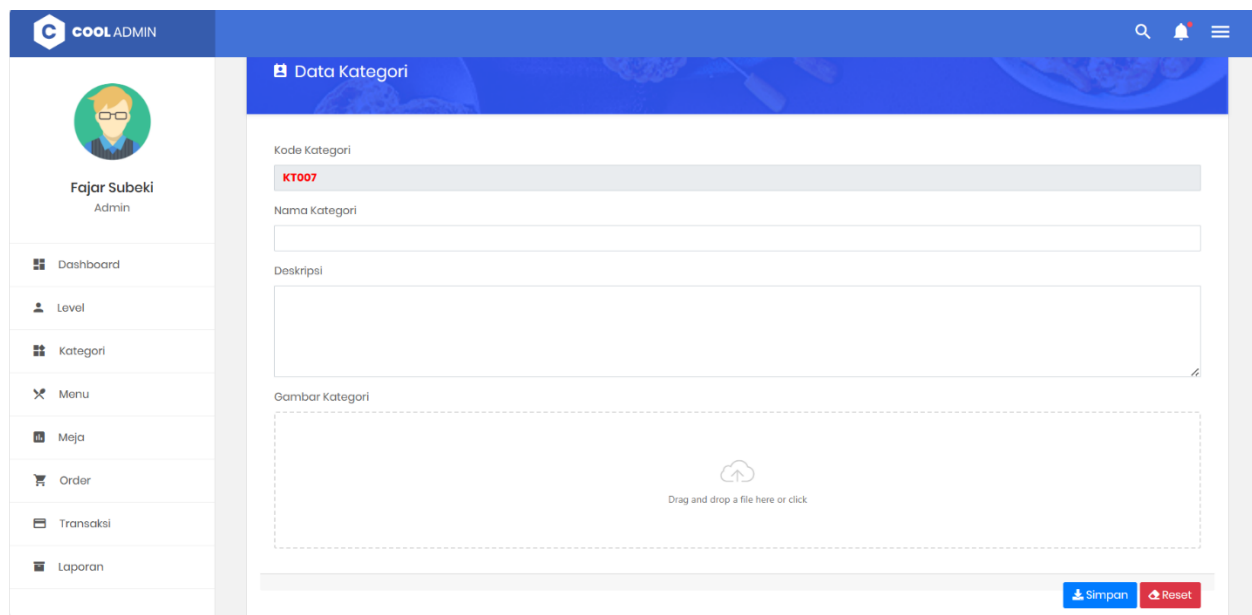 C COOL ADMIN
Data Kategori
Fajar Subeki
Admin
Dashboard
Level
Kategori
Menu
Meja
Order
Transaksi
Laporan
Kode Kategori
KT007
Nama Kategori
Deskripsi
Gambar Kategori
Drag and drop a file here or click
Simpan
Reset